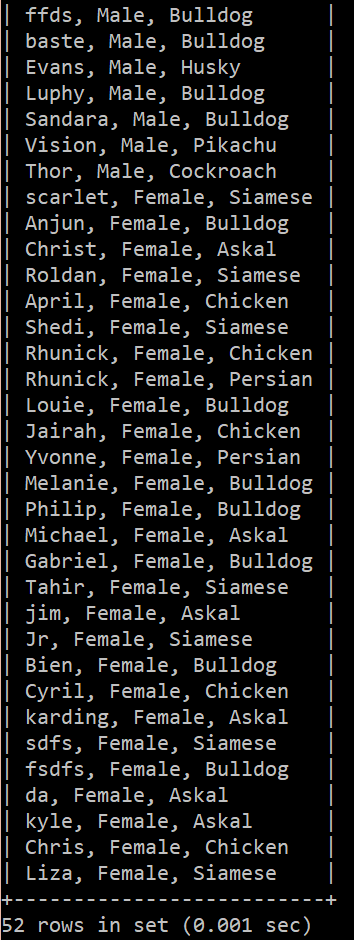 | ffds, Male, Bulldog       |
| baste, Male, Bulldog      |
| Evans, Male, Husky        |
| Luphy, Male, Bulldog      |
| Sandara, Male, Bulldog    |
| Vision, Male, Pikachu     |
| Thor, Male, Cockroach     |
| scarlet, Female, Siamese  |
| Anjun, Female, Bulldog    |
| Christ, Female, Askal     |
| Roldan, Female, Siamese   |
| April, Female, Chicken    |
| Shedi, Female, Siamese    |
| Rhunick, Female, Chicken  |
| Rhunick, Female, Persian  |
| Louie, Female, Bulldog    |
| Jairah, Female, Chicken   |
| Yvonne, Female, Persian   |
| Melanie, Female, Bulldog  |
| Philip, Female, Bulldog   |
| Michael, Female, Askal    |
| Gabriel, Female, Bulldog  |
| Tahir, Female, Siamese    |
| jim, Female, Askal        |
| Jr, Female, Siamese       |
| Bien, Female, Bulldog     |
| Cyril, Female, Chicken    |
| karding, Female, Askal    |
| sdfs, Female, Siamese     |
| fsdfs, Female, Bulldog    |
| da, Female, Askal         |
| kyle, Female, Askal       |
| Chris, Female, Chicken    |
| Liza, Female, Siamese     |
+---------------------------+
52 rows in set (0.001 sec)